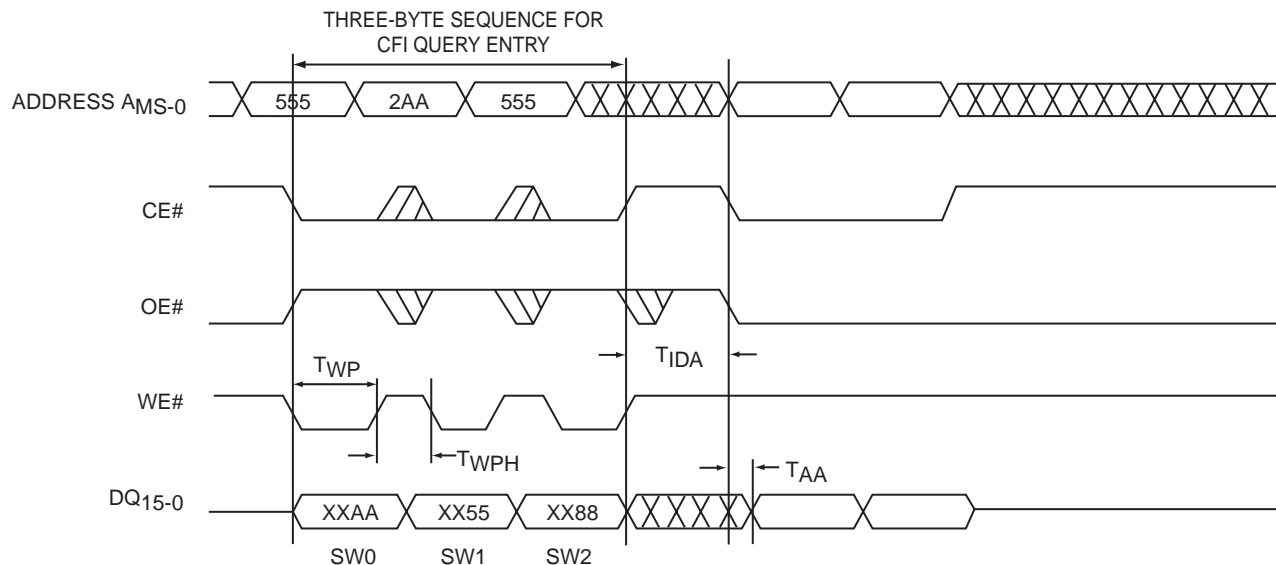 THREE-BYTE SEQUENCE FOR
CFI QUERY ENTRY
ADDRESS AMS-0
555 2AA 555
CE#
OE#
TWP
TIDA
WE#
TWPH
TAA
DQ15-0
XXAA XX55 XX88
SW0 SW1 SW2